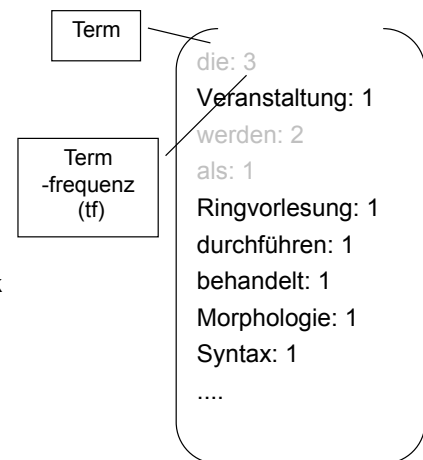 Term
die: 3
Veranstaltung: 1
werden: 2
als: 1
Term
-frequenz
(tf)
Ringvorlesung: 1
durchführen: 1
behandelt: 1
Morphologie: 1
Syntax: 1
....